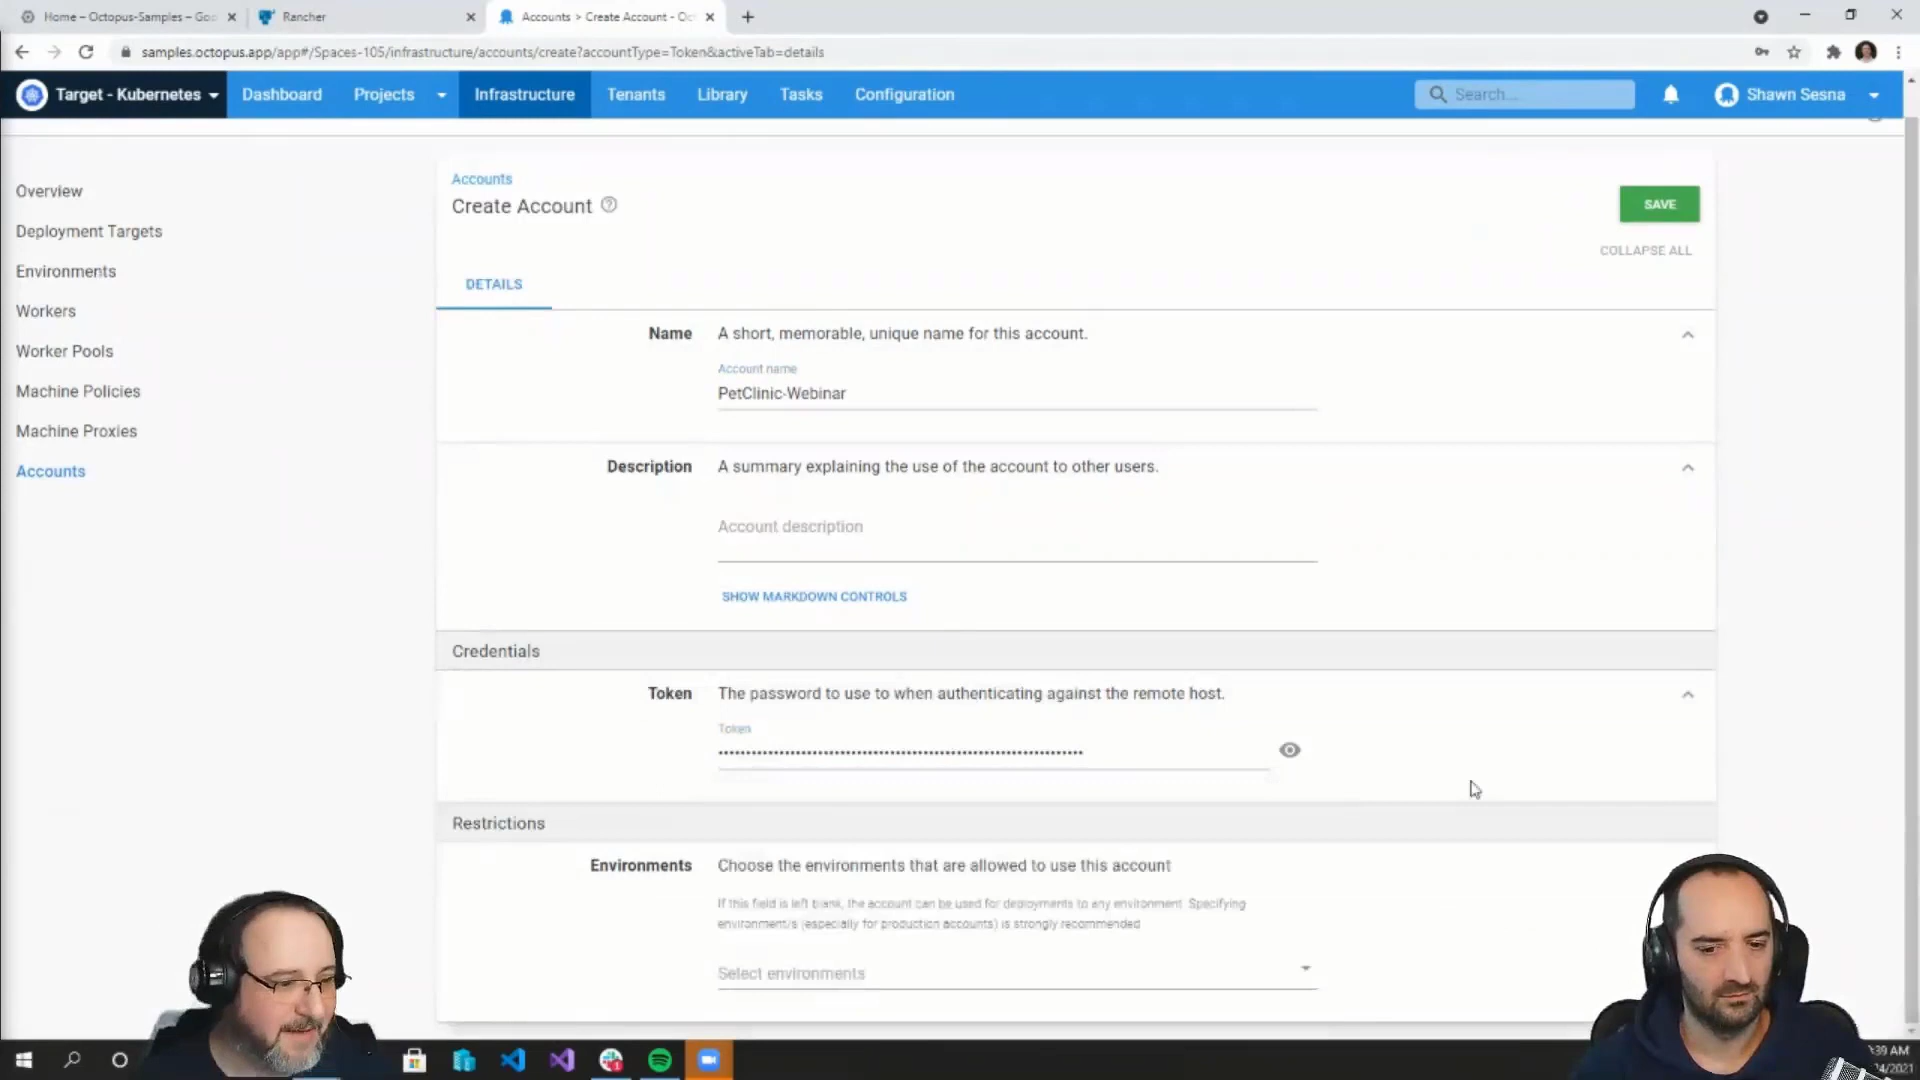 Home – Octopus-Samples – Goo
Rancher
Accounts > Create Account - Oc
samples.octopus.app/app#/Spaces-105/infrastructure/accounts/create?accountType=Token&activeTab=details
Target - Kubernetes
Dashboard
Projects
Infrastructure
Tenants
Library
Tasks
Configuration
Search...
Shawn Sesna
Overview
Deployment Targets
Environments
Workers
Worker Pools
Machine Policies
Machine Proxies
Accounts
Accounts
Create Account
SAVE
COLLAPSE ALL
DETAILS
Name
A short, memorable, unique name for this account.
Account name
PetClinic-Webinar
Description
A summary explaining the use of the account to other users.
Account description
SHOW MARKDOWN CONTROLS
Credentials
Token
The password to use to when authenticating against the remote host.
Token
Restrictions
Environments
Choose the environments that are allowed to use this account
If this field is left blank, the account can be used for deployments to any environment. Specifying
environment/s (especially for production accounts) is strongly recommended
Select environments
:39 AM
24/2021